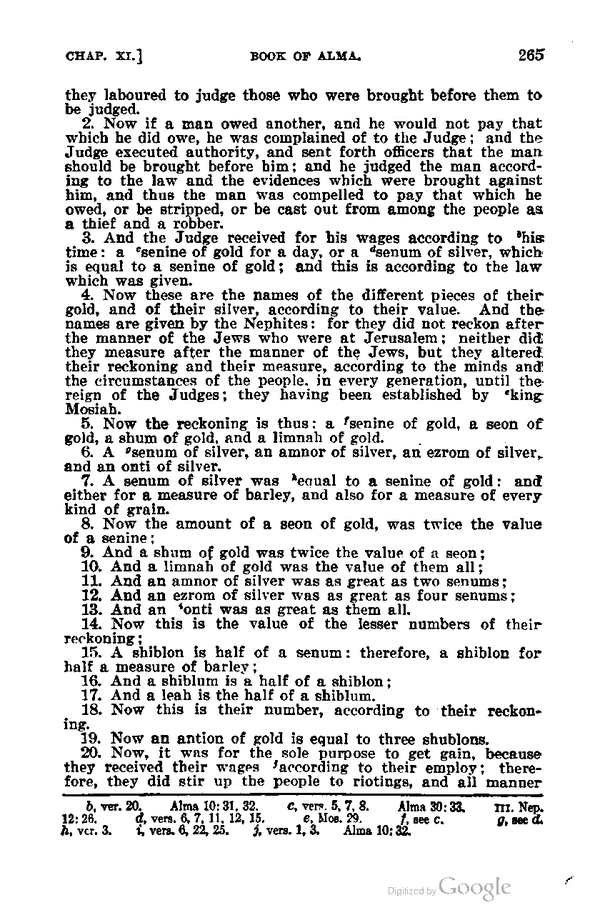 CHAP. XI.] BOOK OF ALMA. 265
they laboured to judge those who were brought before them to
be judged.
2. Now if a man owed another, and he would not pay that
which he did owe, he was complained of to the Judge; and the
Judge executed authority, and sent forth officers that the man
should be brought before him; and he judged the man accord-
ing to the law and the evidences which were brought against
him, and thus the man was compelled to pay that which he
owed, or be stripped, or be cast out from among the people as
a thief and a robber.
3. And the Judge received for his wages according to ᵇhis
time: a ᶜsenine of gold for a day, or a ᵈsenum of silver, which
is equal to a senine of gold; and this is according to the law
which was given.
4. Now these are the names of the different pieces of their
gold, and of their silver, according to their value. And the
names are given by the Nephites: for they did not reckon after
the manner of the Jews who were at Jerusalem; neither did
they measure after the manner of the Jews, but they altered
their reckoning and their measure, according to the minds and
the circumstances of the people. in every generation, until the
reign of the Judges; they having been established by ᵉking
Mosiah.
5. Now the reckoning is thus: a ᶠsenine of gold, a seon of
gold, a shum of gold, and a limnah of gold.
6. A ᵍsenum of silver, an amnor of silver, an ezrom of silver,
and an onti of silver.
7. A senum of silver was ʰequal to a senine of gold: and
either for a measure of barley, and also for a measure of every
kind of grain.
8. Now the amount of a seon of gold, was twice the value
of a senine:
9. And a shum of gold was twice the value of a seon;
10. And a limnah of gold was the value of them all;
11. And an amnor of silver was as great as two senums;
12. And an ezrom of silver was as great as four senums;
13. And an ⁱonti was as great as them all.
14. Now this is the value of the lesser numbers of their
reckoning;
15. A shiblon is half of a senum: therefore, a shiblon for
half a measure of barley;
16. And a shiblum is a half of a shiblon;
17. And a leah is the half of a shiblum.
18. Now this is their number, according to their reckon-
ing.
19. Now an antion of gold is equal to three shublons.
20. Now, it was for the sole purpose to get gain, because
they received their wages ʲaccording to their employ; there-
fore, they did stir up the people to riotings, and all manner
b, ver. 20. Alma 10: 31, 32. c, vers. 5, 7, 8. Alma 30: 33. III. Nep.
12: 26. d, vers. 6, 7, 11, 12, 15. e, Mos. 29. f, see c. g, see d.
h, ver. 3. i, vers. 6, 22, 25. j, vers. 1, 3. Alma 10: 32.
Digitized by Google